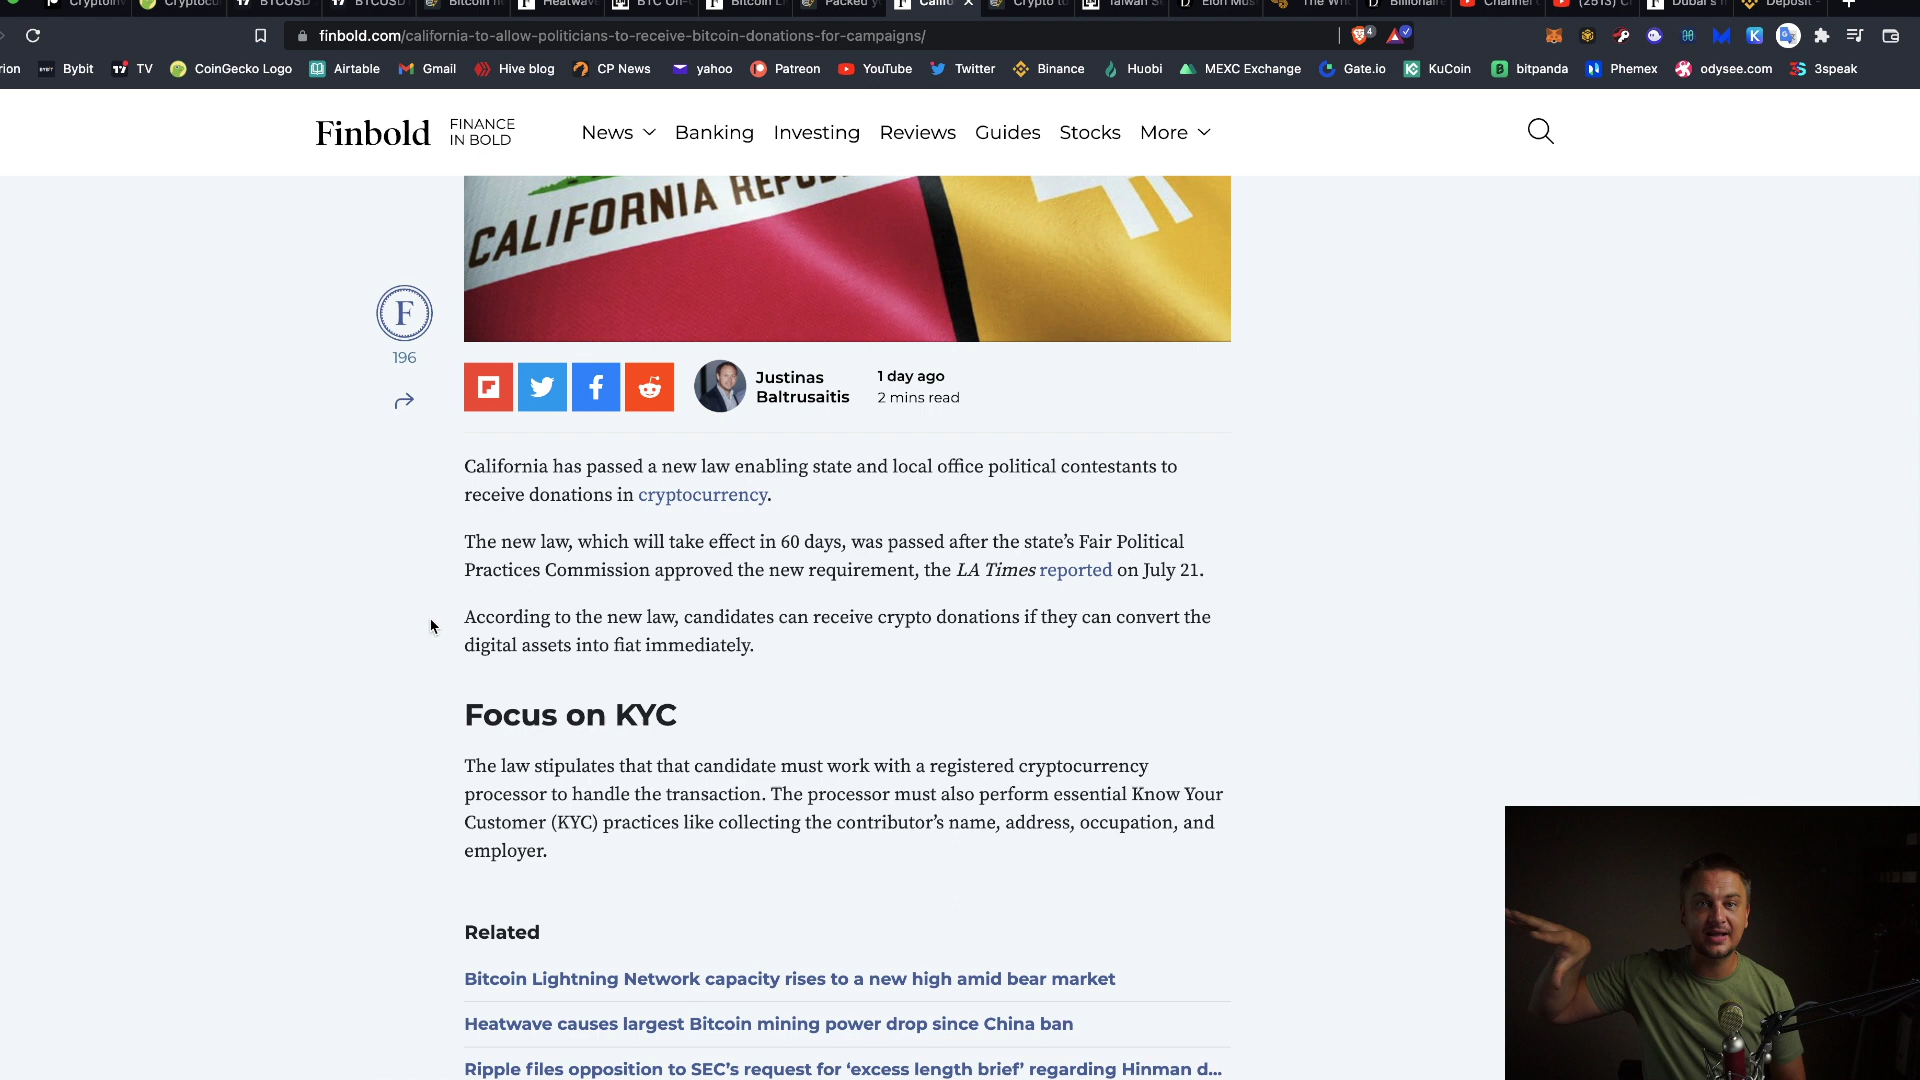 Cryptoinv
Cryptocu
BTCUSD
BTCUSD
Bitcoin ne
Heatwave
BTC On-
Bitcoin Li
Packed y
Califo
Crypto to
Taiwan S
Elon Mus
The Whi
Billionaire
Channel
(2513) C
Dubai's
Deposit
finbold.com/california-to-allow-politicians-to-receive-bitcoin-donations-for-campaigns/
rion Bybit TV CoinGecko Logo Airtable Gmail Hive blog CP News yahoo Patreon YouTube Twitter Binance Huobi MEXC Exchange Gate.io KuCoin bitpanda Phemex odysee.com 3speak
Finbold FINANCE
IN BOLD
News Banking Investing Reviews Guides Stocks More
CALIFORNIA REPU
F
196
Justinas
Baltrusaitis
1 day ago
2 mins read
California has passed a new law enabling state and local office political contestants to
receive donations in cryptocurrency.
The new law, which will take effect in 60 days, was passed after the state’s Fair Political
Practices Commission approved the new requirement, the LA Times reported on July 21.
According to the new law, candidates can receive crypto donations if they can convert the
digital assets into fiat immediately.
Focus on KYC
The law stipulates that that candidate must work with a registered cryptocurrency
processor to handle the transaction. The processor must also perform essential Know Your
Customer (KYC) practices like collecting the contributor’s name, address, occupation, and
employer.
Related
Bitcoin Lightning Network capacity rises to a new high amid bear market
Heatwave causes largest Bitcoin mining power drop since China ban
Ripple files opposition to SEC’s request for ‘excess length brief’ regarding Hinman d...